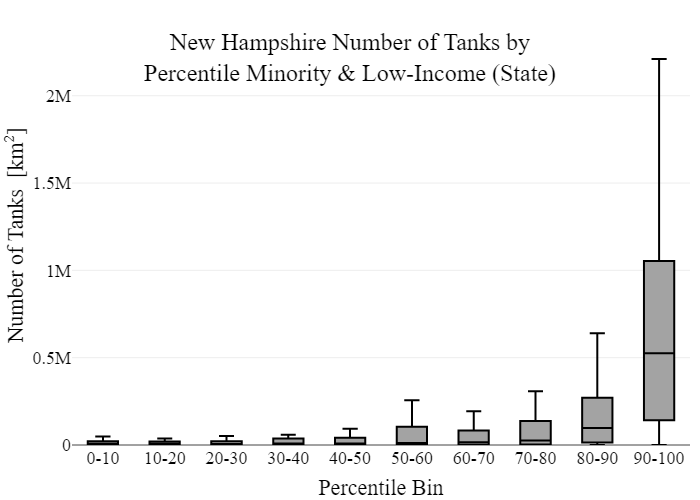 New Hampshire Number of Tanks by
Percentile Minority & Low-Income (State)
Number of Tanks [km²]
2M
1.5M
1M
0.5M
0
0-10 10-20 20-30 30-40 40-50 50-60 60-70 70-80 80-90 90-100
Percentile Bin